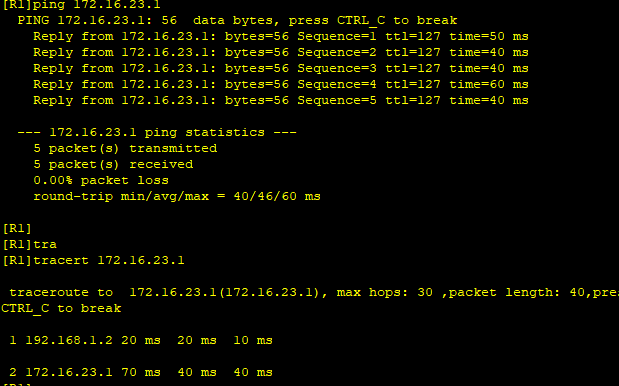 [R1]ping 172.16.23.1
PING 172.16.23.1: 56  data bytes, press CTRL_C to break
Reply from 172.16.23.1: bytes=56 Sequence=1 ttl=127 time=50 ms
Reply from 172.16.23.1: bytes=56 Sequence=2 ttl=127 time=40 ms
Reply from 172.16.23.1: bytes=56 Sequence=3 ttl=127 time=40 ms
Reply from 172.16.23.1: bytes=56 Sequence=4 ttl=127 time=60 ms
Reply from 172.16.23.1: bytes=56 Sequence=5 ttl=127 time=40 ms
--- 172.16.23.1 ping statistics ---
5 packet(s) transmitted
5 packet(s) received
0.00% packet loss
round-trip min/avg/max = 40/46/60 ms
[R1]
[R1]tra
[R1]tracert 172.16.23.1
traceroute to  172.16.23.1(172.16.23.1), max hops: 30 ,packet length: 40,pres
CTRL_C to break
1 192.168.1.2 20 ms  20 ms  10 ms
2 172.16.23.1 70 ms  40 ms  40 ms
[R1]